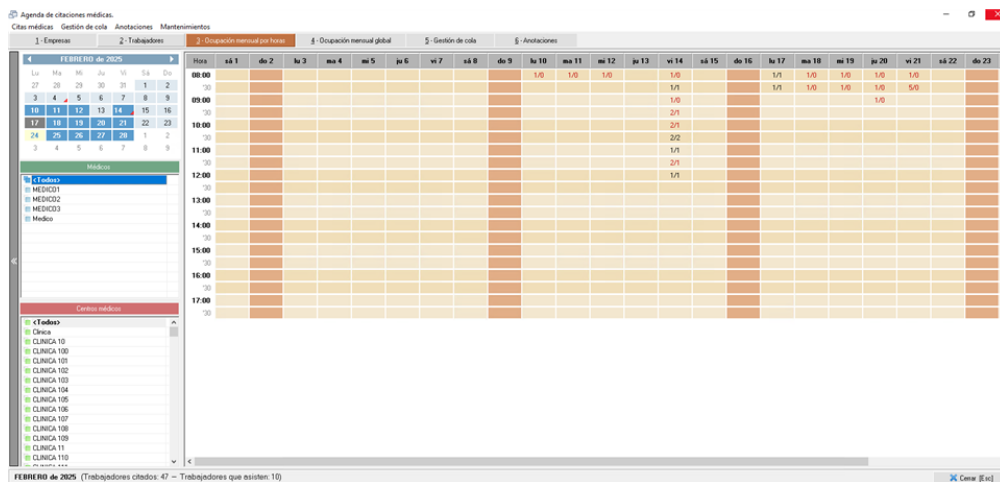 Agenda de citaciones médicas.
Citas médicas Gestión de cola Anotaciones Mantenimientos
1 - Empresas 2 - Trabajadores 3 - Ocupación mensual por horas 4 - Ocupación mensual global 5 - Gestión de cola 6 - Anotaciones
FEBRERO de 2025
Lu Ma Mi Ju Vi Sá Do
27 28 29 30 31 1 2
3 4 5 6 7 8 9
10 11 12 13 14 15 16
17 18 19 20 21 22 23
24 25 26 27 28 1 2
3 4 5 6 7 8 9
Médicos
<Todos>
MEDICO1
MEDICO2
MEDICO3
Medico
Centros médicos
<Todos>
Clínica
CLINICA 10
CLINICA 100
CLINICA 101
CLINICA 102
CLINICA 103
CLINICA 104
CLINICA 105
CLINICA 106
CLINICA 107
CLINICA 108
CLINICA 109
CLINICA 11
CLINICA 110
Hora sá 1 do 2 lu 3 ma 4 mi 5 ju 6 vi 7 sá 8 do 9 lu 10 ma 11 mi 12 ju 13 vi 14 sá 15 do 16 lu 17 ma 18 mi 19 ju 20 vi 21 sá 22 do 23
08:00 1/0 1/0 1/0 1/0 1/1 1/0 1/0 1/0 1/0
'30 1/1 1/1 1/0 1/0 1/0 5/0
09:00 1/0 1/0
'30 2/1
10:00 2/1
'30 2/2
11:00 1/1
'30 2/1
12:00 1/1
'30
13:00
'30
14:00
'30
15:00
'30
16:00
'30
17:00
'30
FEBRERO de 2025 (Trabajadores citados: 47 — Trabajadores que asisten: 10)
Cerrar [Esc]